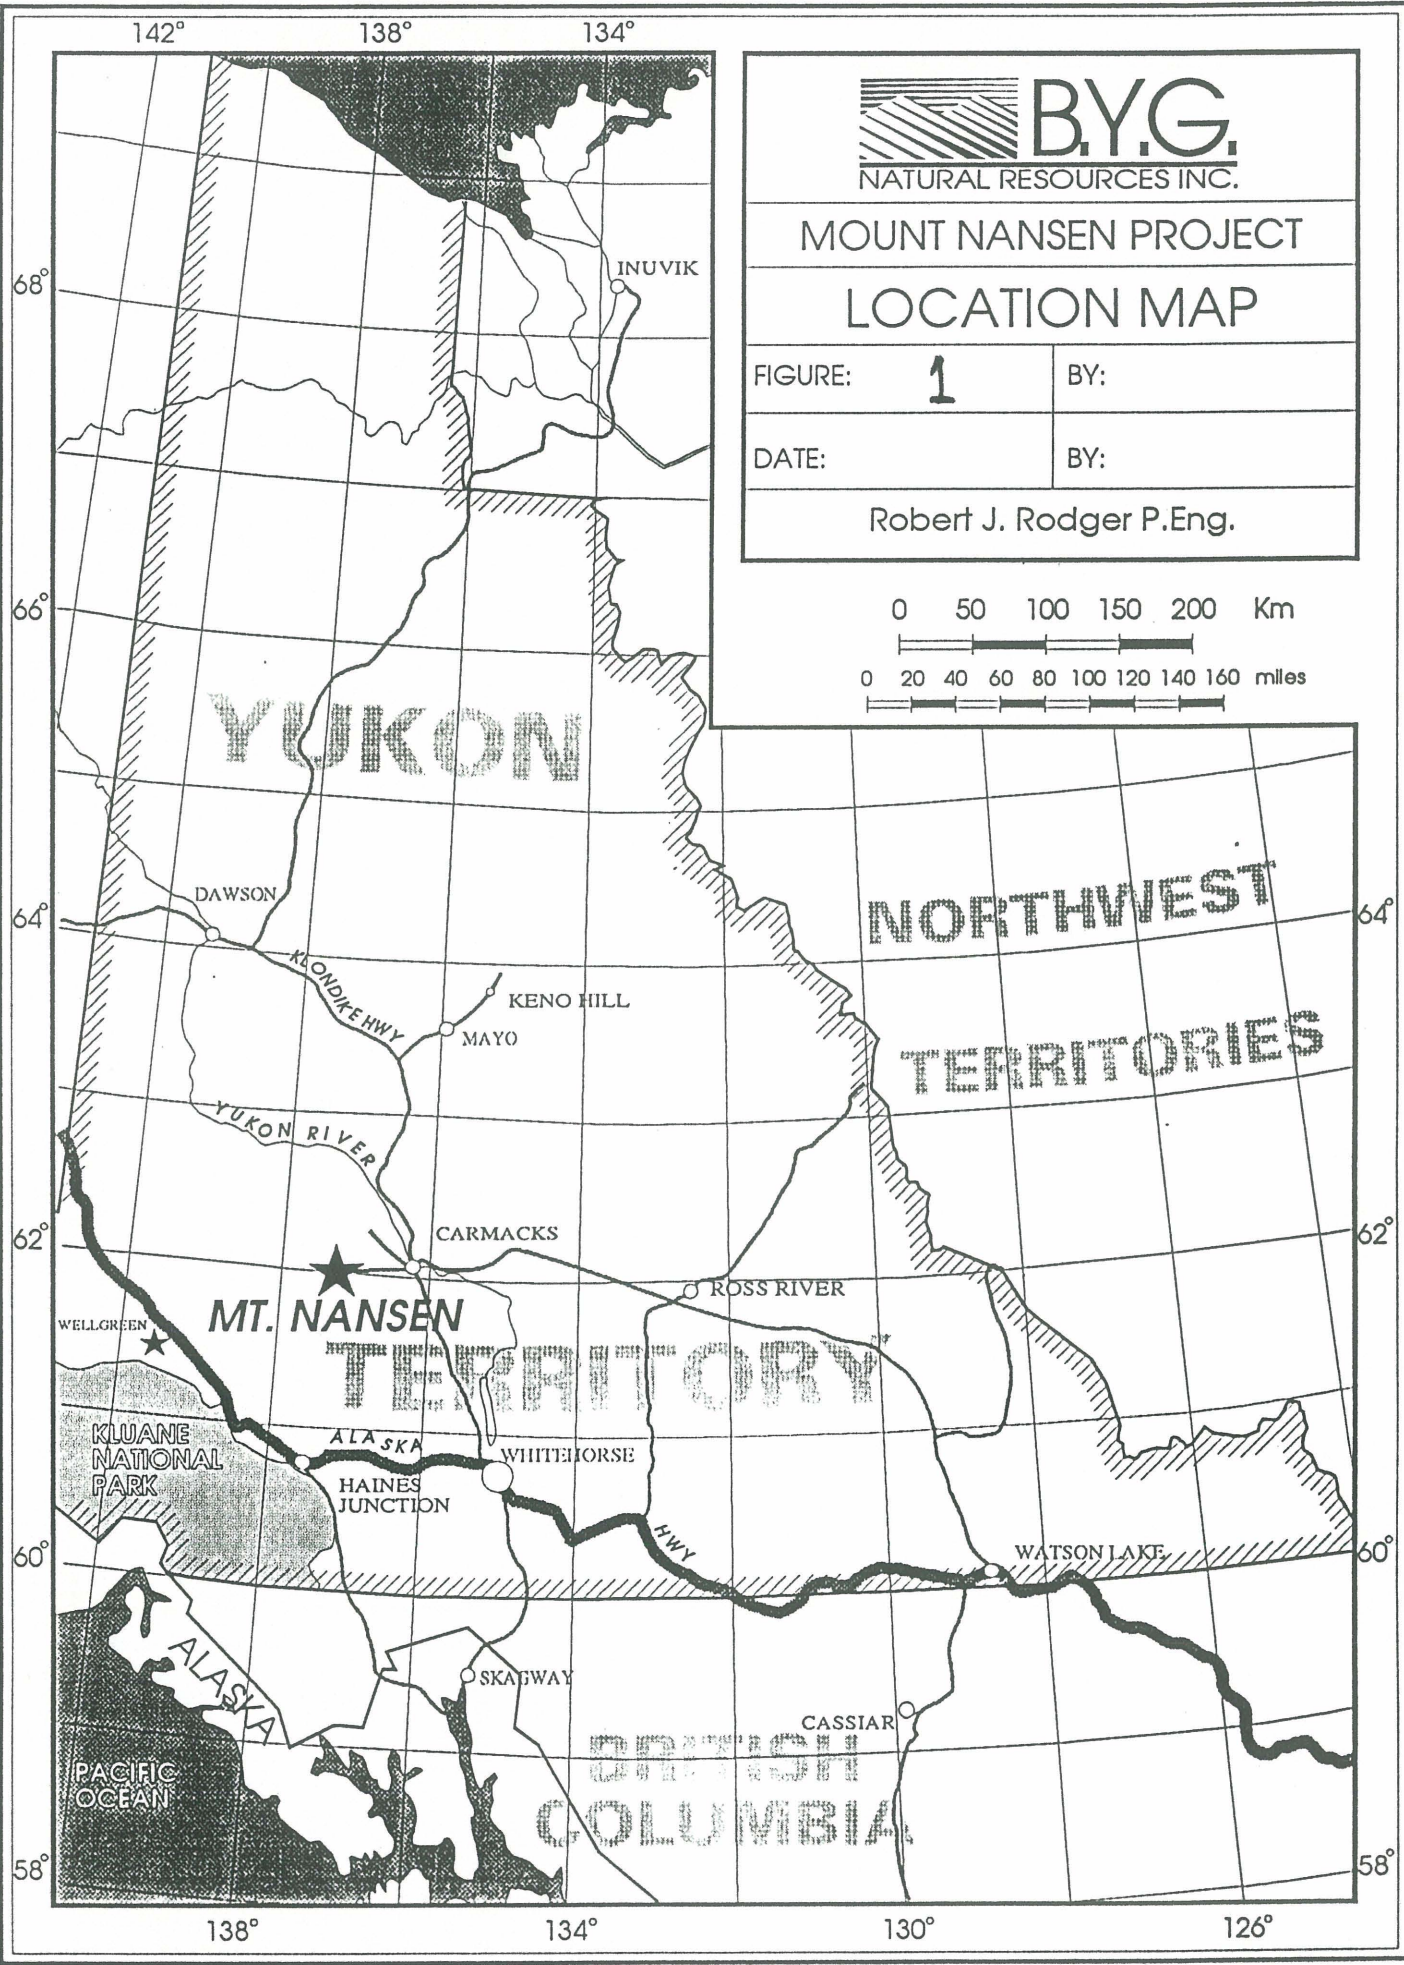 142° 138° 134°
B.Y.G.
NATURAL RESOURCES INC.
MOUNT NANSEN PROJECT
LOCATION MAP
FIGURE: 1 BY:
DATE: BY:
Robert J. Rodger P.Eng.
0 50 100 150 200 Km
0 20 40 60 80 100 120 140 160 miles
INUVIK
68°
66°
YUKON
DAWSON
64°
NORTHWEST
64°
KLONDIKE HWY
KENO HILL
MAYO
TERRITORIES
YUKON RIVER
62°
CARMACKS
62°
ROSS RIVER
MT. NANSEN
WELLGREEN
TERRITORY
KLUANE
NATIONAL
PARK
ALASKA
WHITEHORSE
HAINES
JUNCTION
HWY
60°
WATSON LAKE
60°
ALASKA
SKAGWAY
CASSIAR
BRITISH
COLUMBIA
PACIFIC
OCEAN
58°
58°
138° 134° 130° 126°